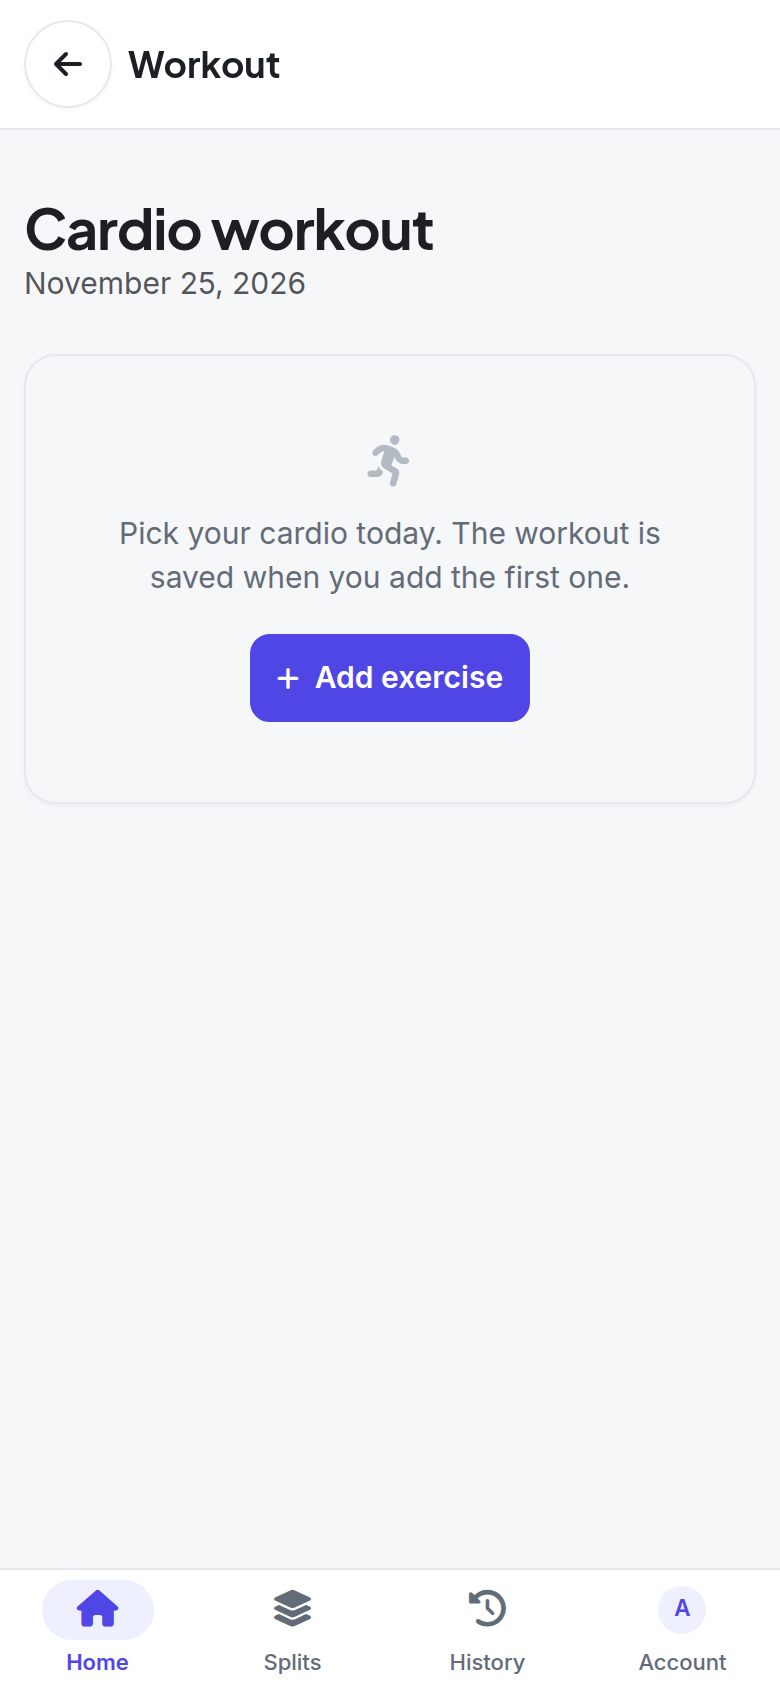 Workout
Cardio workout
November 25, 2026
Pick your cardio today. The workout is
saved when you add the first one.
+ Add exercise
A
Home
Splits
History
Account